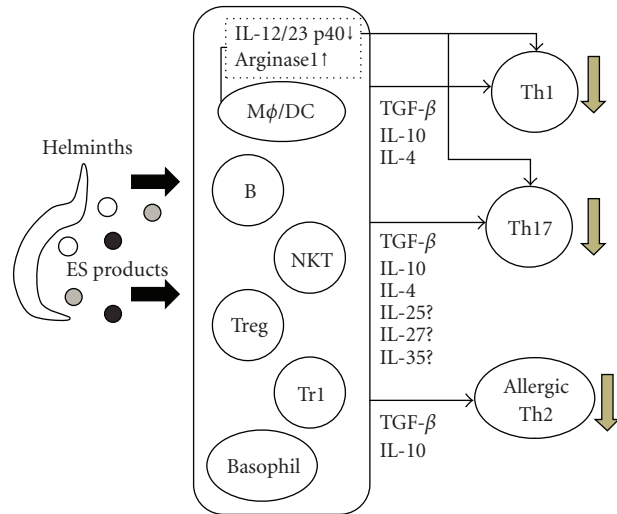 IL-12/23 p40↓
Arginase1↑
Mϕ/DC
Helminths
ES products
B
NKT
Treg
Tr1
Basophil
TGF-β
IL-10
IL-4
Th1
TGF-β
IL-10
IL-4
IL-25?
IL-27?
IL-35?
Th17
TGF-β
IL-10
Allergic
Th2